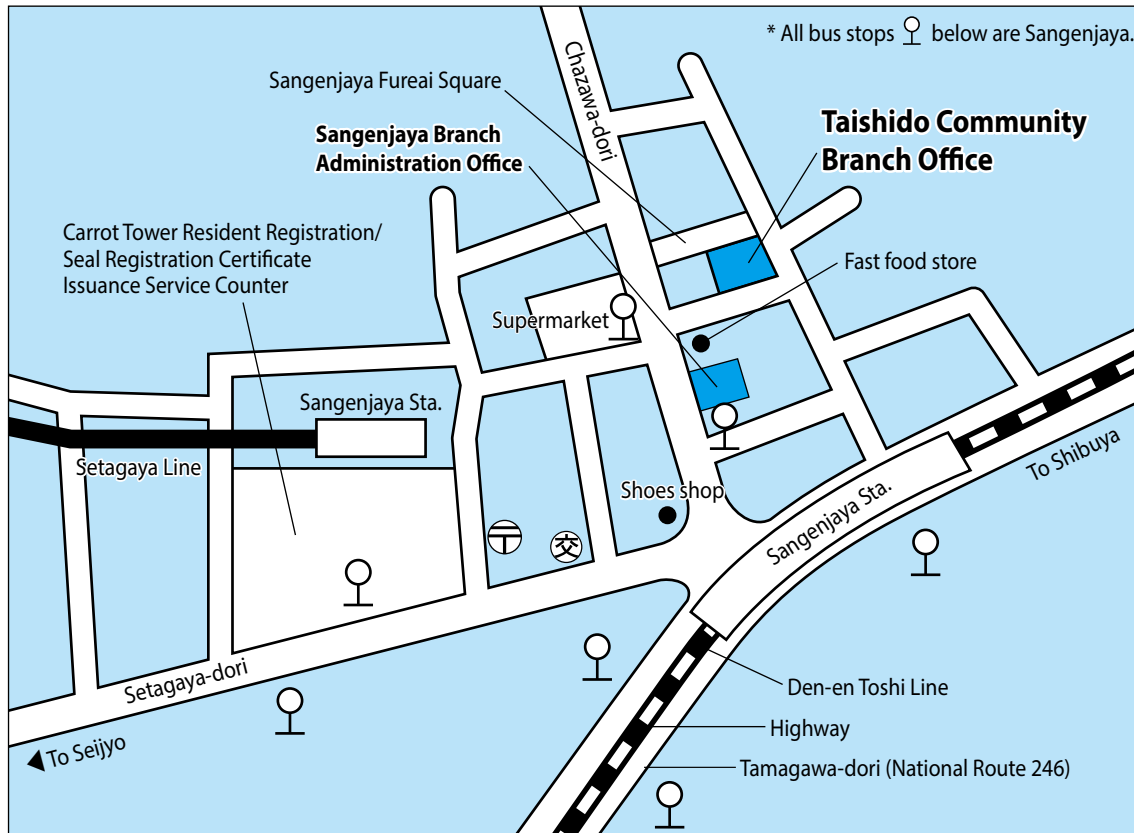 * All bus stops below are Sangenjaya.
Chazawa-dori
Sangenjaya Fureai Square
Sangenjaya Branch
Administration Office
Taishido Community
Branch Office
Carrot Tower Resident Registration/
Seal Registration Certificate
Issuance Service Counter
Fast food store
Supermarket
Sangenjaya Sta.
Setagaya Line
To Shibuya
Shoes shop
Sangenjaya Sta.
〒
交
Setagaya-dori
Den-en Toshi Line
Highway
To Seijyo
Tamagawa-dori (National Route 246)